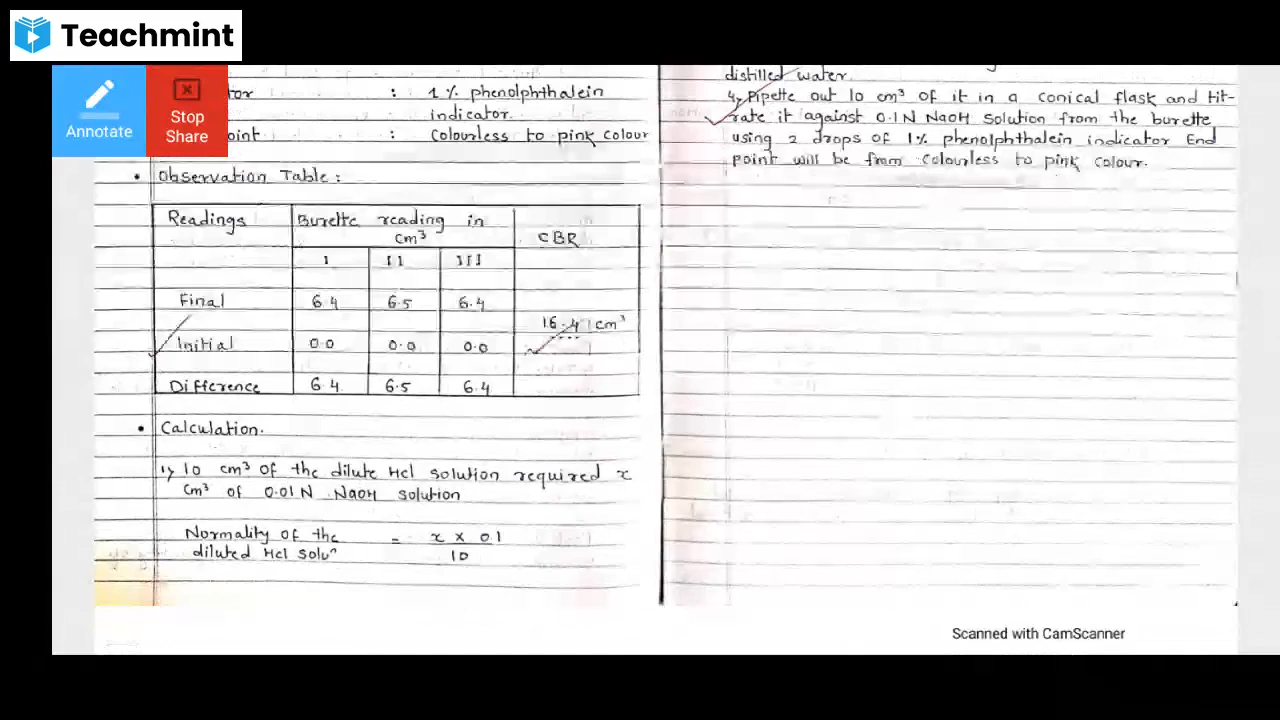 Teachmint
Annotate
Stop
Share
tor : 1% phenolphthalein
indicator.
oint : colourless to pink colour
• Observation Table :
Readings Burette reading in
cm³ CBR
I II III
Final 6.4 6.5 6.4
16.4 cm³
Initial 0.0 0.0 0.0
Difference 6.4 6.5 6.4
• Calculation.
1) 10 cm³ of the dilute Hcl solution required x
cm³ of 0.01 N NaOH solution
Normality of the = x × 0.1
diluted Hcl soluⁿ 10
distilled water.
4) Pipette out 10 cm³ of it in a conical flask and tit-
rate it against 0.1 N NaOH solution from the burette
using 2 drops of 1% phenolphthalein indicator End
point will be from colourless to pink colour.
Scanned with CamScanner